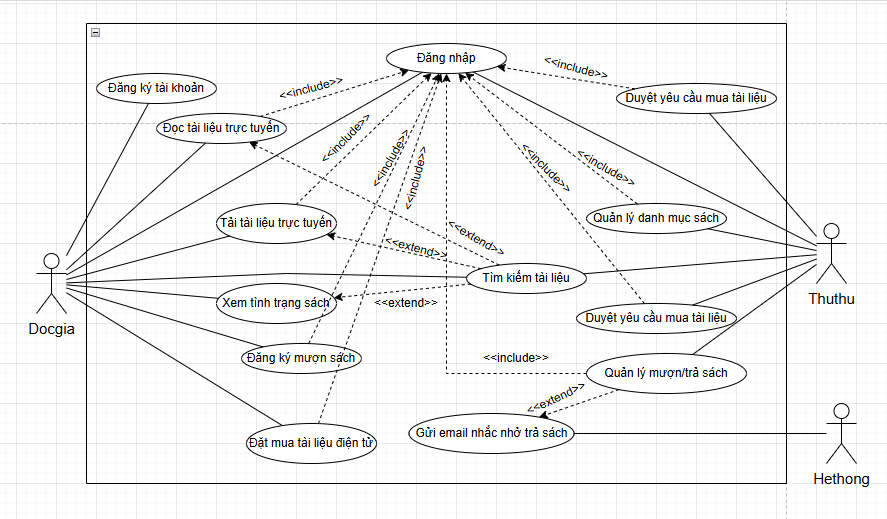 Đăng nhập
<<include>>
<<include>>
Đăng ký tài khoản
Duyệt yêu cầu mua tài liệu
Đọc tài liệu trực tuyến
<<include>>
<<include>>
<<include>>
<<include>>
<<include>>
<<include>>
Tải tài liệu trực tuyến
Quản lý danh mục sách
<<extend>>
<<extend>>
Tìm kiếm tài liệu
Xem tình trạng sách
<<extend>>
Docgia
Thuthu
Duyệt yêu cầu mua tài liệu
Đăng ký mượn sách
<<include>>
Quản lý mượn/trả sách
<<extend>>
Đặt mua tài liệu điện tử
Gửi email nhắc nhở trả sách
Hethong